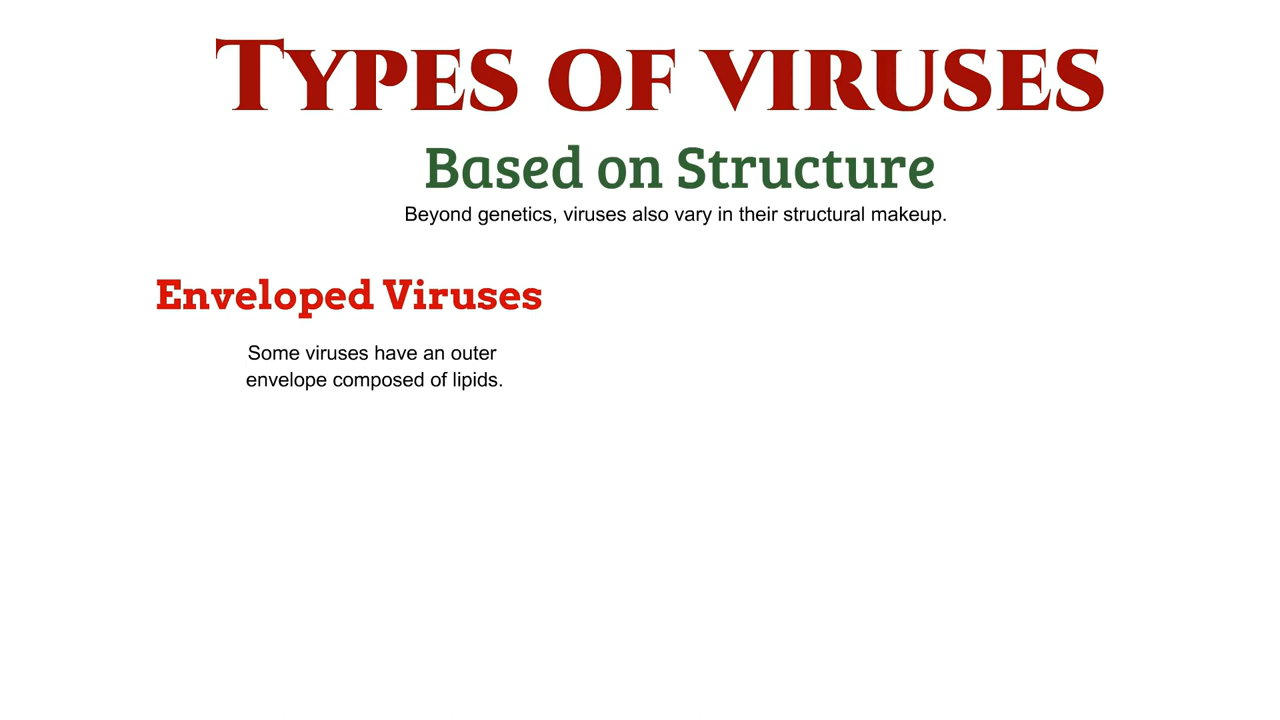 Types of viruses
Based on Structure
Beyond genetics, viruses also vary in their structural makeup.
Enveloped Viruses
Some viruses have an outer
envelope composed of lipids.